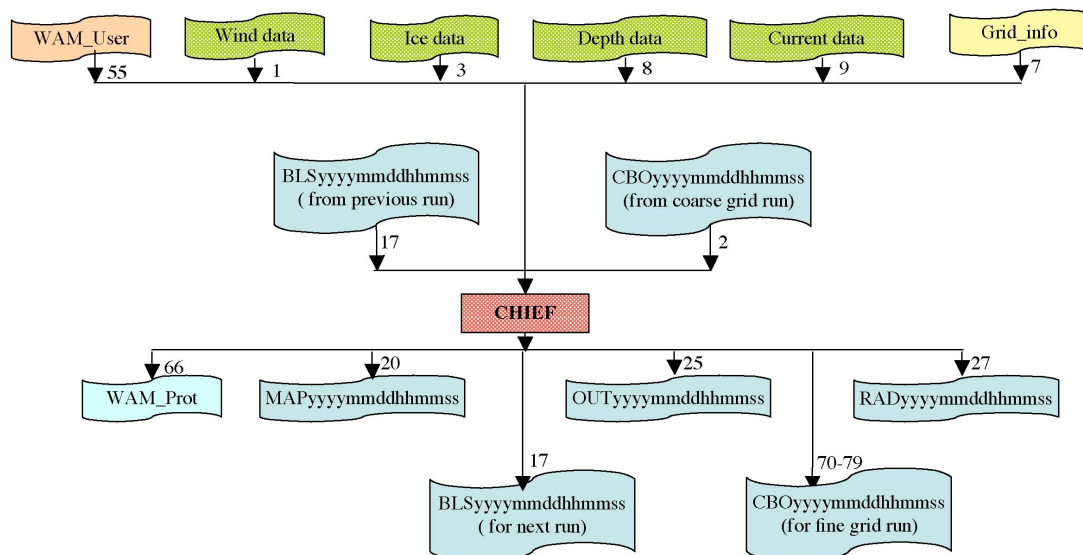 WAM_User
Wind data
Ice data
Depth data
Current data
Grid_info
55
1
3
8
9
7
BLSyyyymmddhhmmss
( from previous run)
CBOyyyymmddhhmmss
(from coarse grid run)
17
2
CHIEF
66
20
25
27
WAM_Prot
MAPyyyymmddhhmmss
OUTyyyymmddhhmmss
RADyyyymmddhhmmss
17
70-79
BLSyyyymmddhhmmss
( for next run)
CBOyyyymmddhhmmss
(for fine grid run)